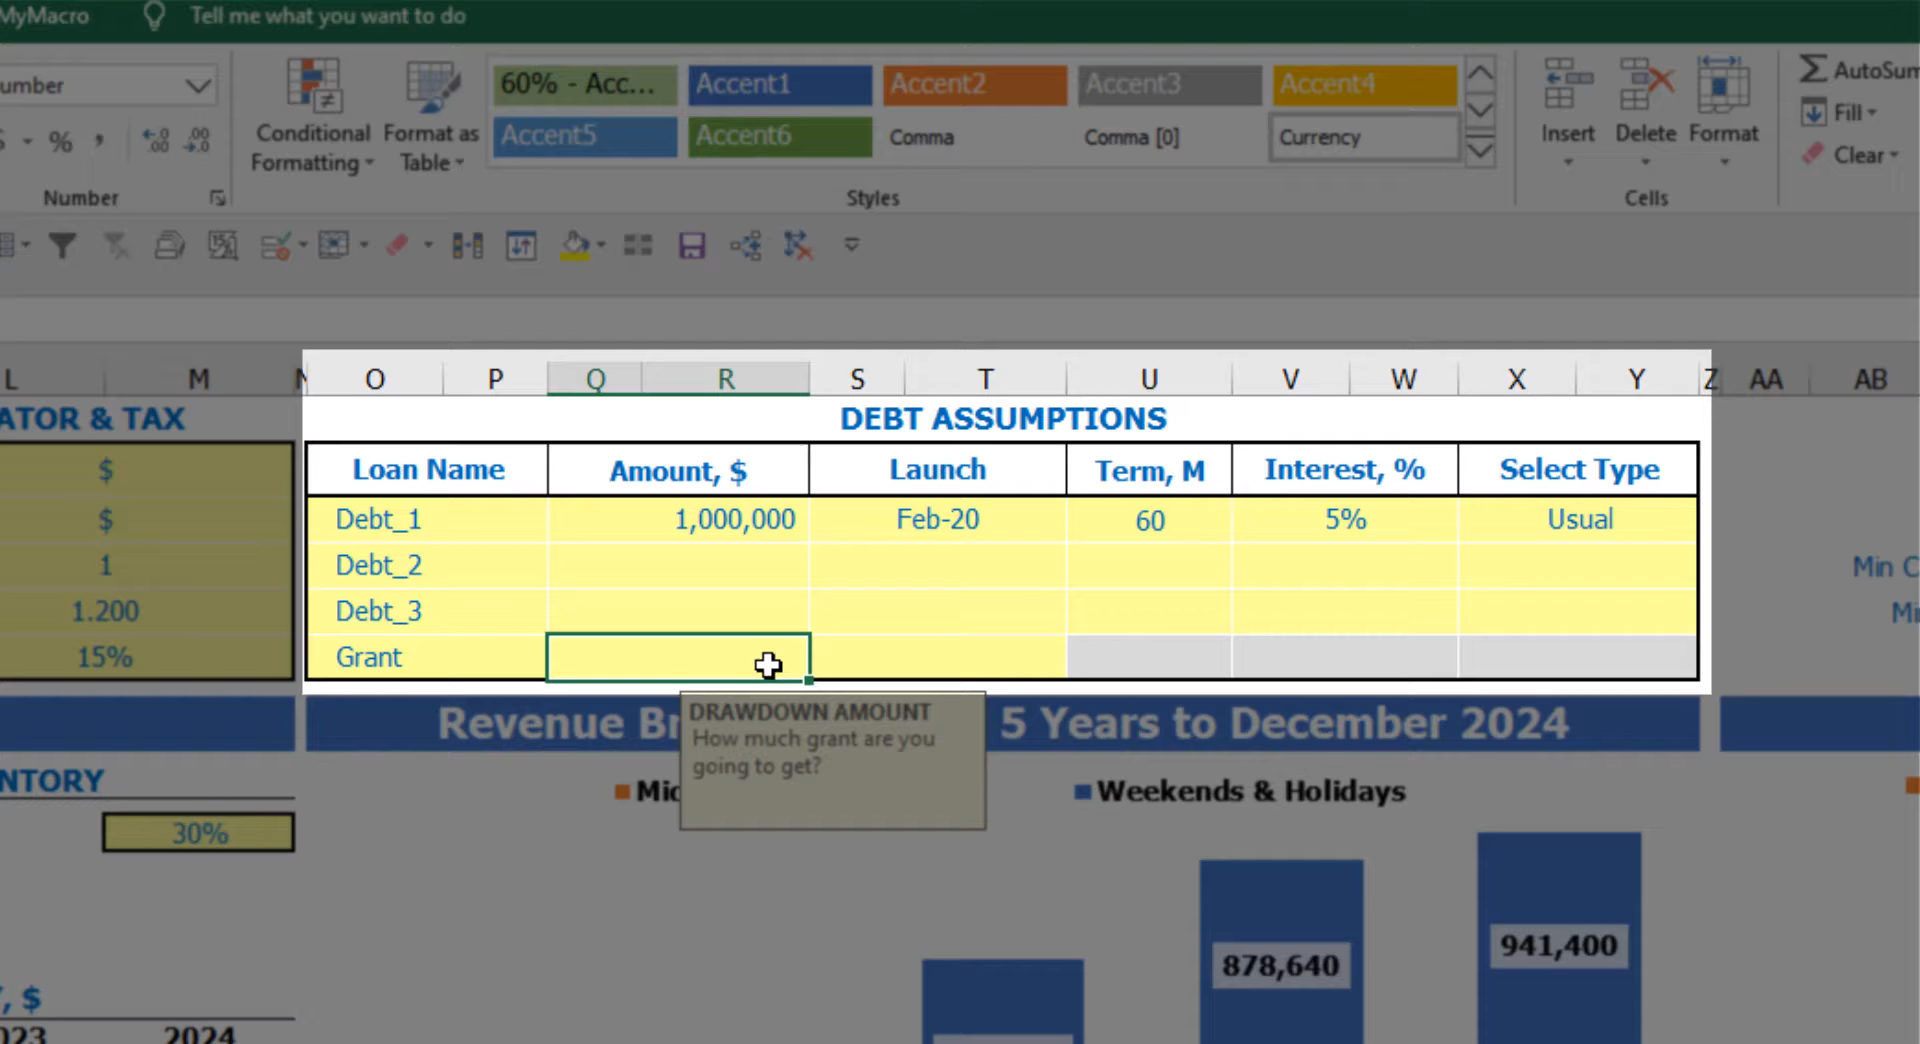 MyMacro Tell me what you want to do
umber
Conditional Formatting
Format as Table
60% - Acc... Accent1 Accent2 Accent3 Accent4
Accent5 Accent6 Comma Comma [0] Currency
Insert Delete Format
AutoSum
Fill
Clear
% ,
Number Styles Cells
L M N O P Q R S T U V W X Y Z AA AB
ATOR & TAX DEBT ASSUMPTIONS
$ Loan Name Amount, $ Launch Term, M Interest, % Select Type
$ Debt_1 1,000,000 Feb-20 60 5% Usual
1 Debt_2 Min C
1.200 Debt_3
15% Grant
Revenue Br 5 Years to December 2024
DRAWDOWN AMOUNT
How much grant are you
going to get?
NTORY
Mid Weekends & Holidays
30%
878,640
941,400
, $
023 2024